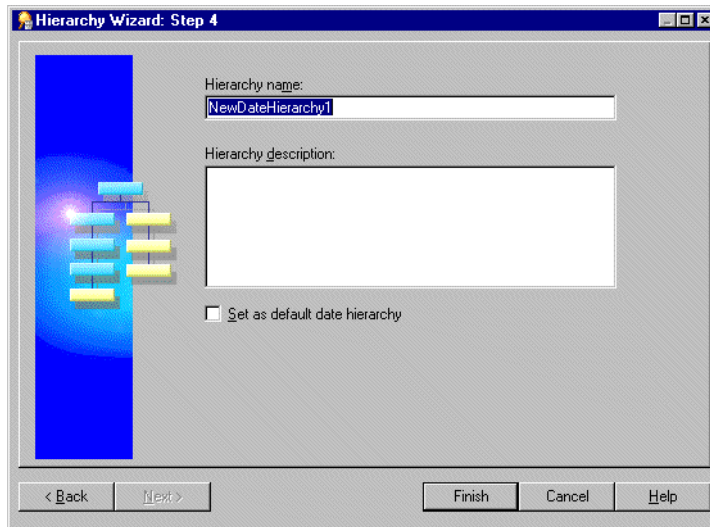 Hierarchy Wizard: Step 4
Hierarchy name:
NewDateHierarchy1
Hierarchy description:
Set as default date hierarchy
< Back
Next >
Finish
Cancel
Help